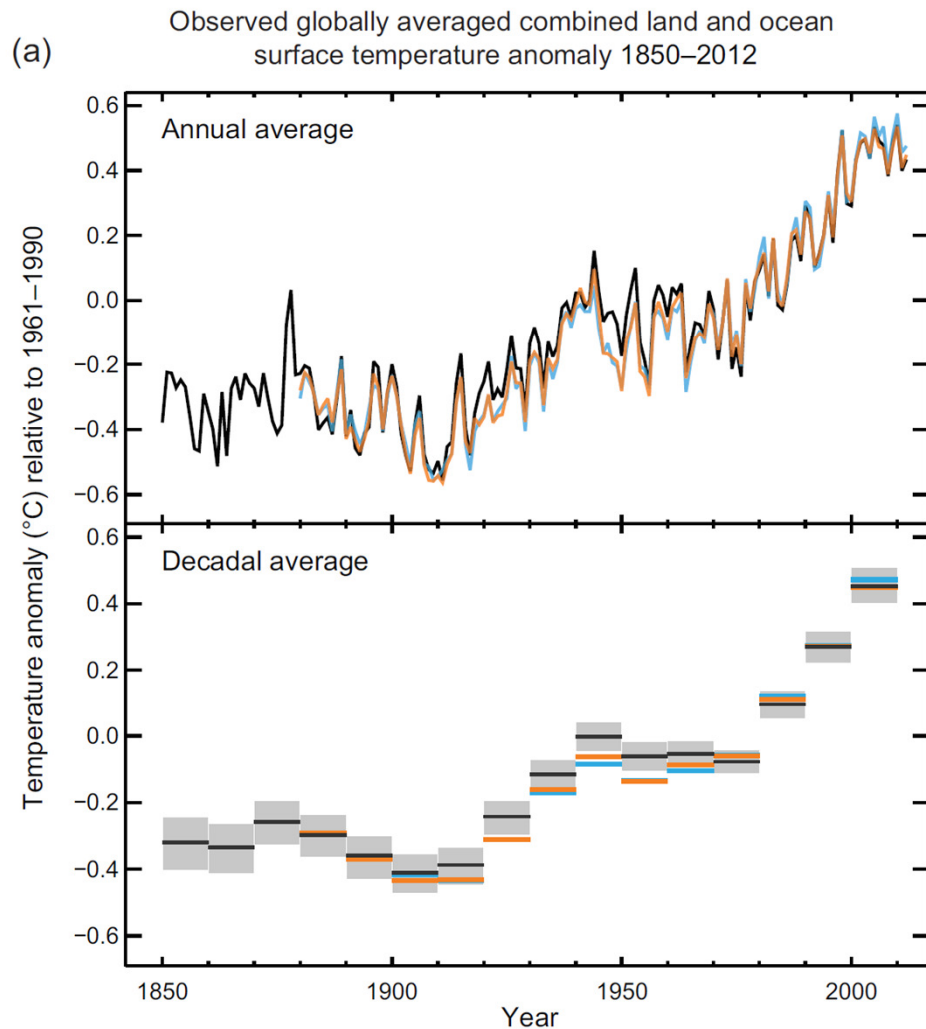 Observed globally averaged combined land and ocean
(a)
surface temperature anomaly 1850–2012
Temperature anomaly (°C) relative to 1961–1990
Annual average
0.6
0.4
0.2
0.0
−0.2
−0.4
−0.6
Decadal average
0.6
0.4
0.2
0.0
−0.2
−0.4
−0.6
1850 1900 1950 2000
Year